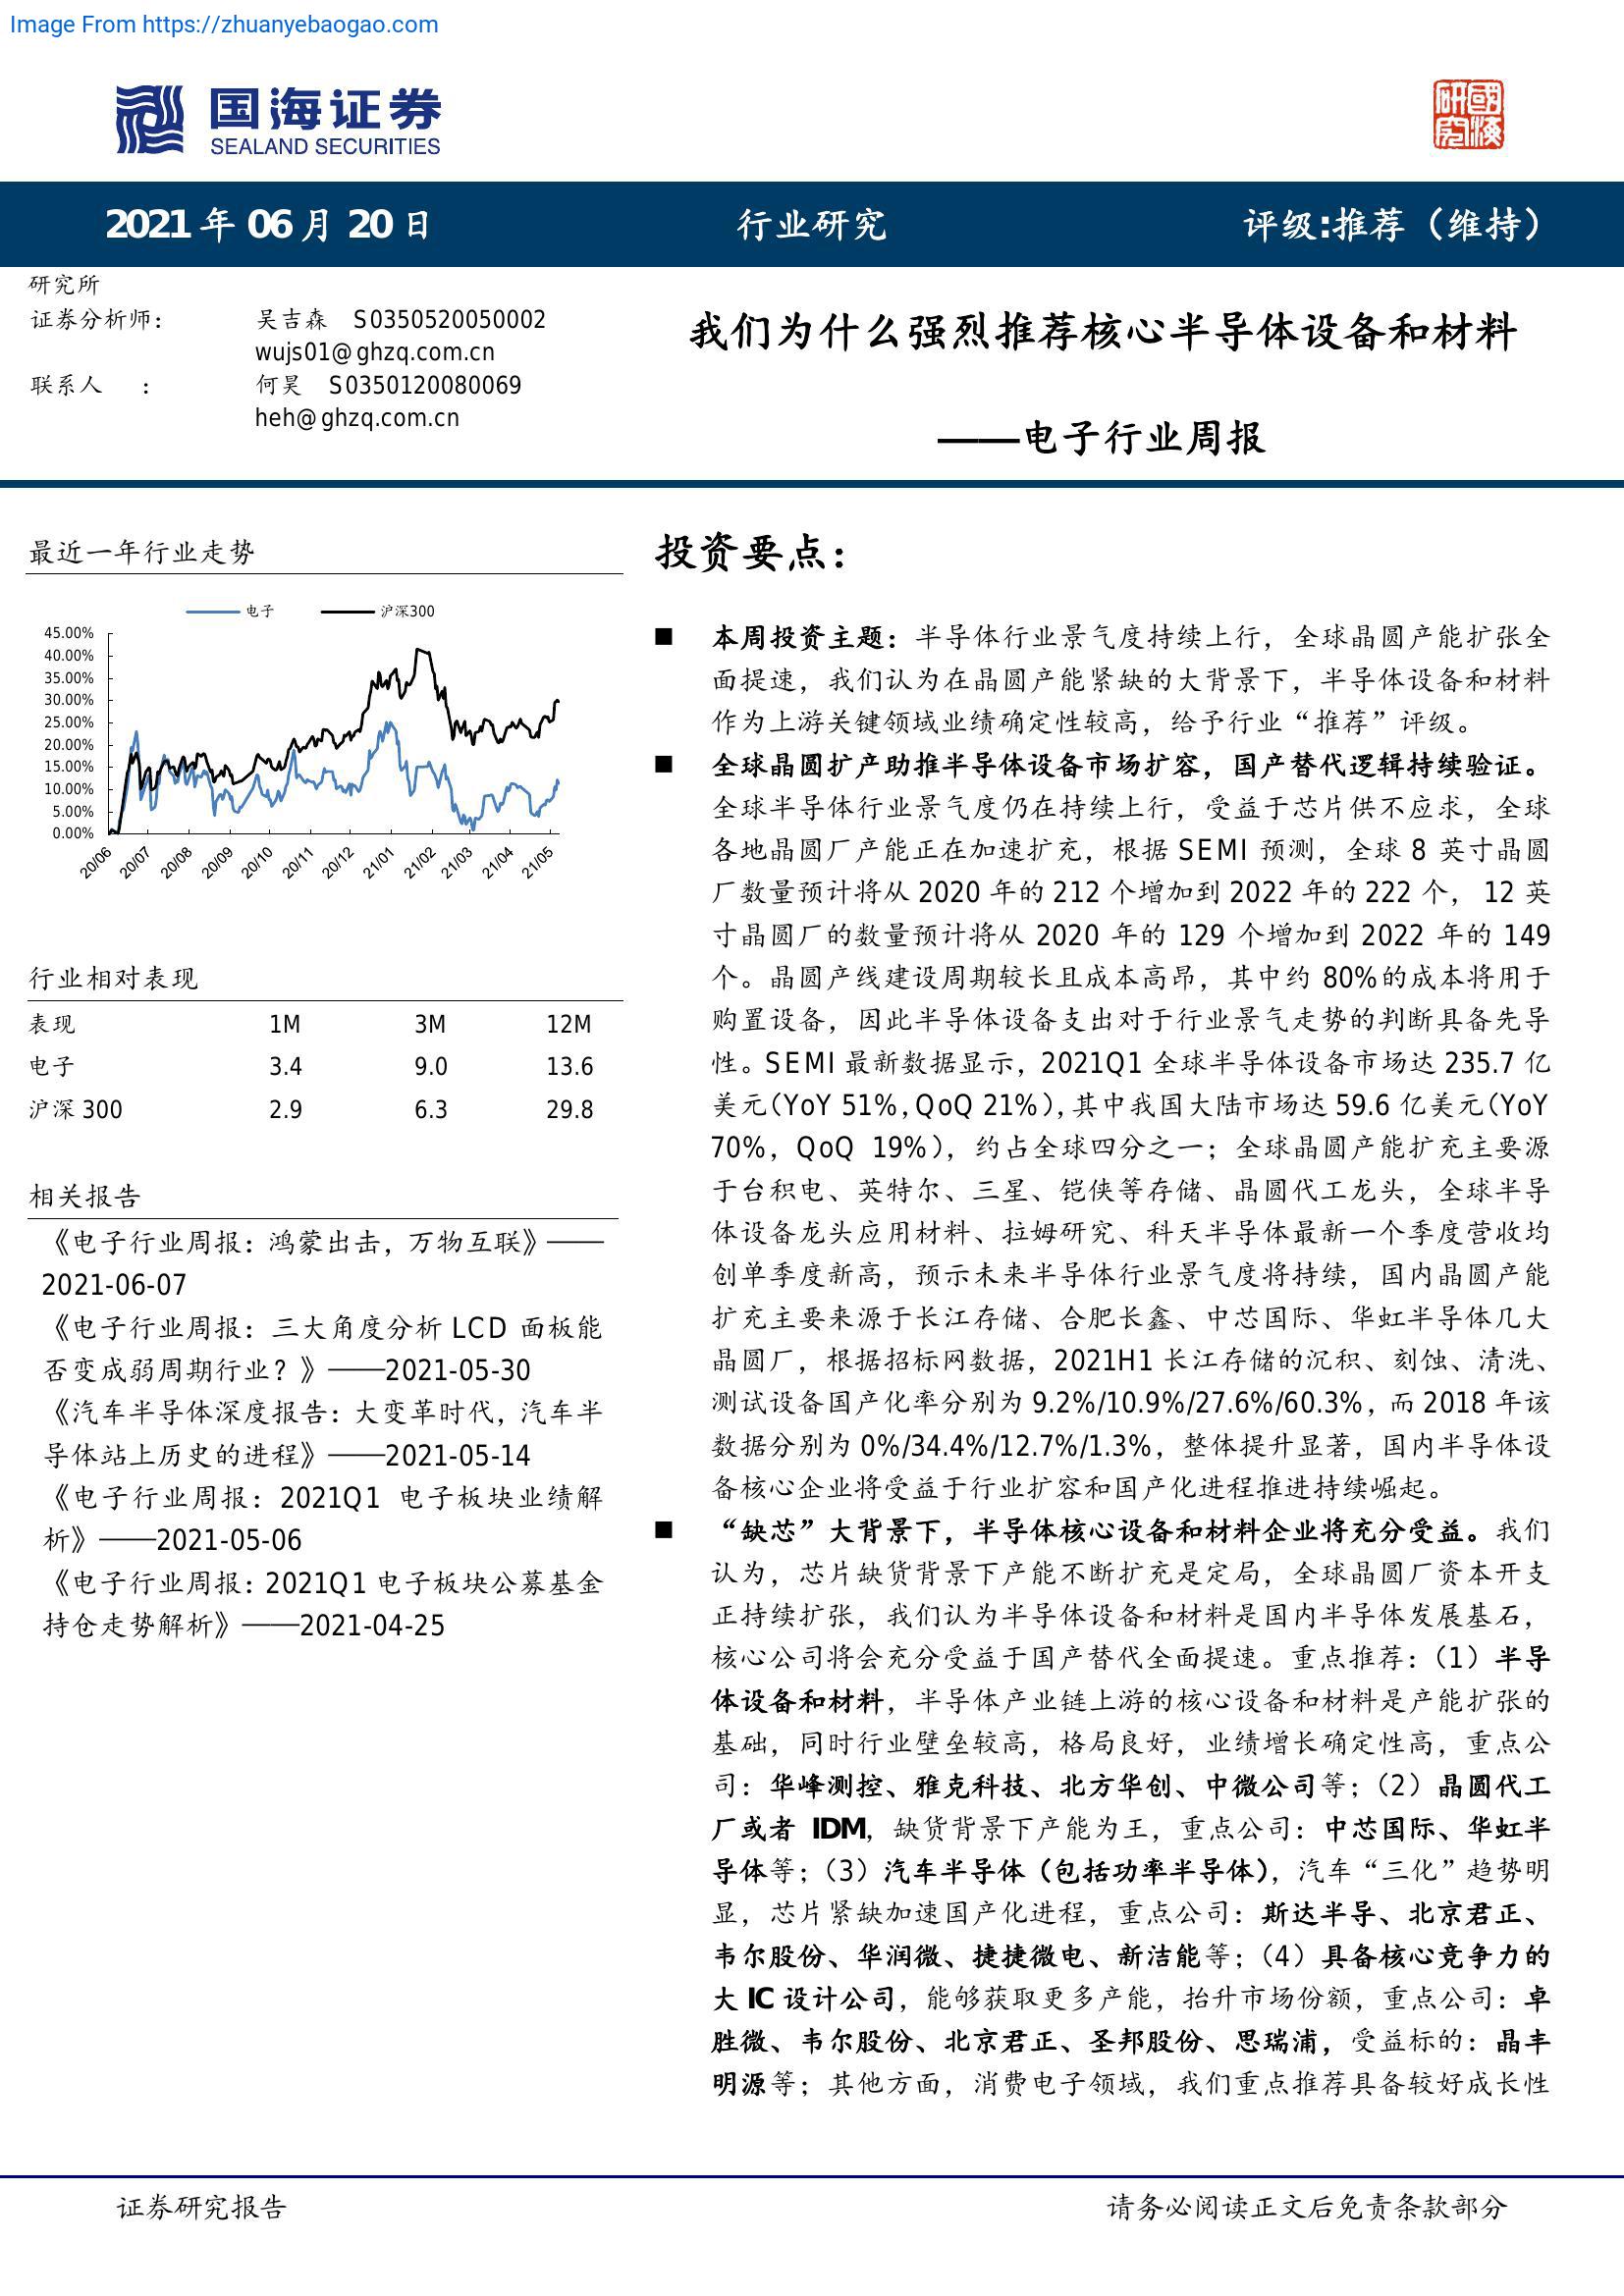 Image From https://zhuanyebaogao.com
国海证券
SEALAND SECURITIES
研究
國海
2021 年 06 月 20 日
行业研究
评级:推荐（维持）
研究所
证券分析师：
吴吉森 S0350520050002
wujs01@ghzq.com.cn
联系人 ：
何昊 S0350120080069
heh@ghzq.com.cn
我们为什么强烈推荐核心半导体设备和材料
——电子行业周报
最近一年行业走势
电子
沪深300
45.00%
40.00%
35.00%
30.00%
25.00%
20.00%
15.00%
10.00%
5.00%
0.00%
20/06
20/07
20/08
20/09
20/10
20/11
20/12
21/01
21/02
21/03
21/04
21/05
行业相对表现
表现 1M 3M 12M
电子 3.4 9.0 13.6
沪深 300 2.9 6.3 29.8
相关报告
《电子行业周报：鸿蒙出击，万物互联》——
2021-06-07
《电子行业周报：三大角度分析 LCD 面板能
否变成弱周期行业？》——2021-05-30
《汽车半导体深度报告：大变革时代，汽车半
导体站上历史的进程》——2021-05-14
《电子行业周报：2021Q1 电子板块业绩解
析》——2021-05-06
《电子行业周报：2021Q1 电子板块公募基金
持仓走势解析》——2021-04-25
投资要点：
■ 本周投资主题：半导体行业景气度持续上行，全球晶圆产能扩张全
面提速，我们认为在晶圆产能紧缺的大背景下，半导体设备和材料
作为上游关键领域业绩确定性较高，给予行业“推荐”评级。
■ 全球晶圆扩产助推半导体设备市场扩容，国产替代逻辑持续验证。
全球半导体行业景气度仍在持续上行，受益于芯片供不应求，全球
各地晶圆厂产能正在加速扩充，根据 SEMI 预测，全球 8 英寸晶圆
厂数量预计将从 2020 年的 212 个增加到 2022 年的 222 个， 12 英
寸晶圆厂的数量预计将从 2020 年的 129 个增加到 2022 年的 149
个。晶圆产线建设周期较长且成本高昂，其中约 80%的成本将用于
购置设备，因此半导体设备支出对于行业景气走势的判断具备先导
性。SEMI 最新数据显示，2021Q1 全球半导体设备市场达 235.7 亿
美元（YoY 51%，QoQ 21%），其中我国大陆市场达 59.6 亿美元（YoY
70%，QoQ 19%），约占全球四分之一；全球晶圆产能扩充主要源
于台积电、英特尔、三星、铠侠等存储、晶圆代工龙头，全球半导
体设备龙头应用材料、拉姆研究、科天半导体最新一个季度营收均
创单季度新高，预示未来半导体行业景气度将持续，国内晶圆产能
扩充主要来源于长江存储、合肥长鑫、中芯国际、华虹半导体几大
晶圆厂，根据招标网数据，2021H1 长江存储的沉积、刻蚀、清洗、
测试设备国产化率分别为 9.2%/10.9%/27.6%/60.3%，而 2018 年该
数据分别为 0%/34.4%/12.7%/1.3%，整体提升显著，国内半导体设
备核心企业将受益于行业扩容和国产化进程推进持续崛起。
■ “缺芯”大背景下，半导体核心设备和材料企业将充分受益。我们
认为，芯片缺货背景下产能不断扩充是定局，全球晶圆厂资本开支
正持续扩张，我们认为半导体设备和材料是国内半导体发展基石，
核心公司将会充分受益于国产替代全面提速。重点推荐：（1）半导
体设备和材料，半导体产业链上游的核心设备和材料是产能扩张的
基础，同时行业壁垒较高，格局良好，业绩增长确定性高，重点公
司：华峰测控、雅克科技、北方华创、中微公司等；（2）晶圆代工
厂或者 IDM，缺货背景下产能为王，重点公司：中芯国际、华虹半
导体等；（3）汽车半导体（包括功率半导体），汽车“三化”趋势明
显，芯片紧缺加速国产化进程，重点公司：斯达半导、北京君正、
韦尔股份、华润微、捷捷微电、新洁能等；（4）具备核心竞争力的
大 IC 设计公司，能够获取更多产能，抬升市场份额，重点公司：卓
胜微、韦尔股份、北京君正、圣邦股份、思瑞浦，受益标的：晶丰
明源等；其他方面，消费电子领域，我们重点推荐具备较好成长性
证券研究报告
请务必阅读正文后免责条款部分